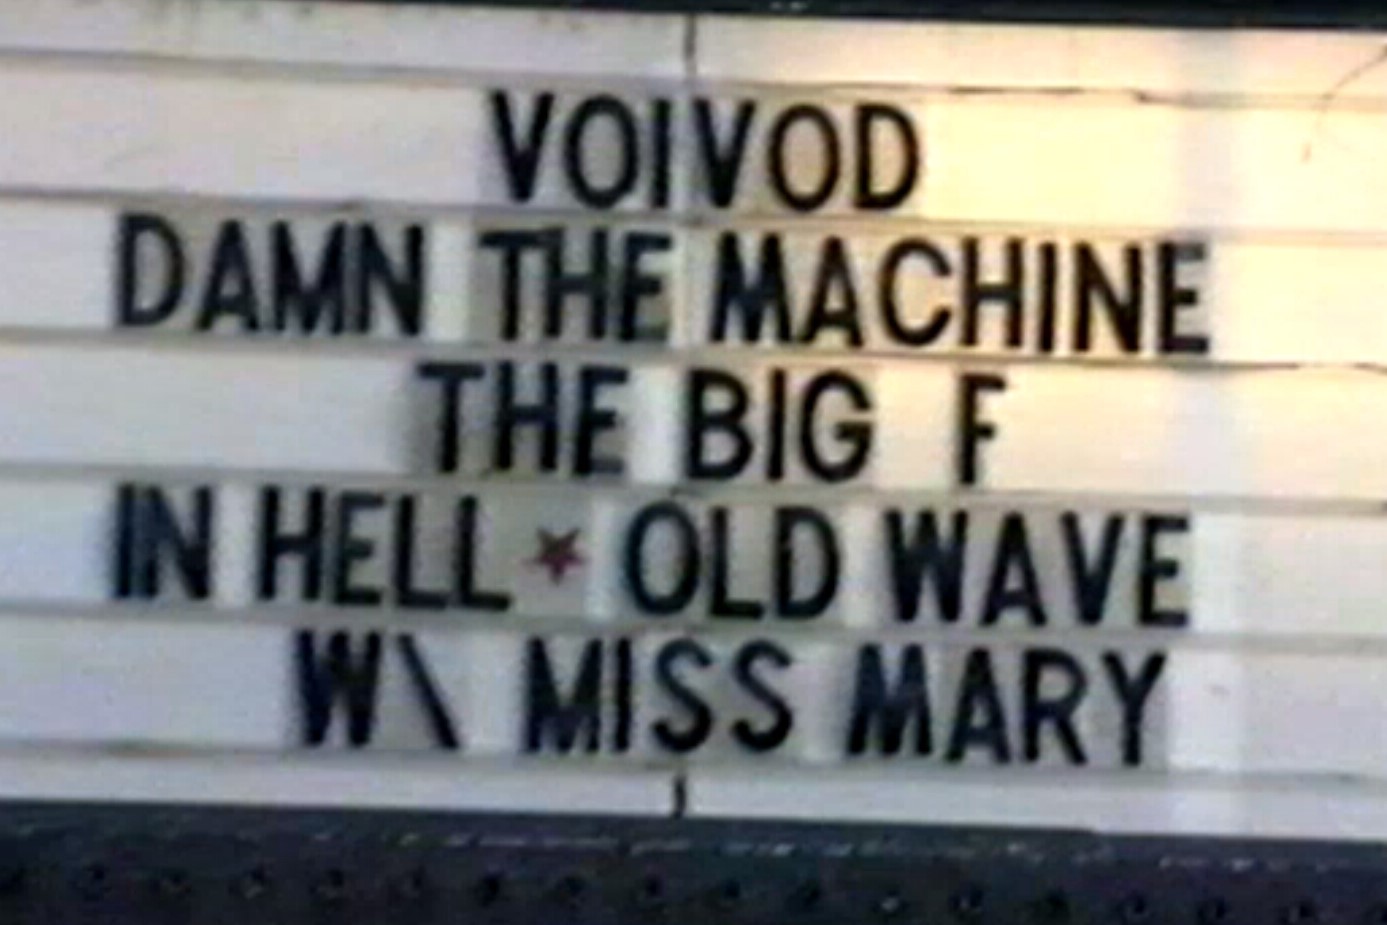 VOIVOD
DAMN THE MACHINE
THE BIG F
IN HELL ★ OLD WAVE
W\ MISS MARY